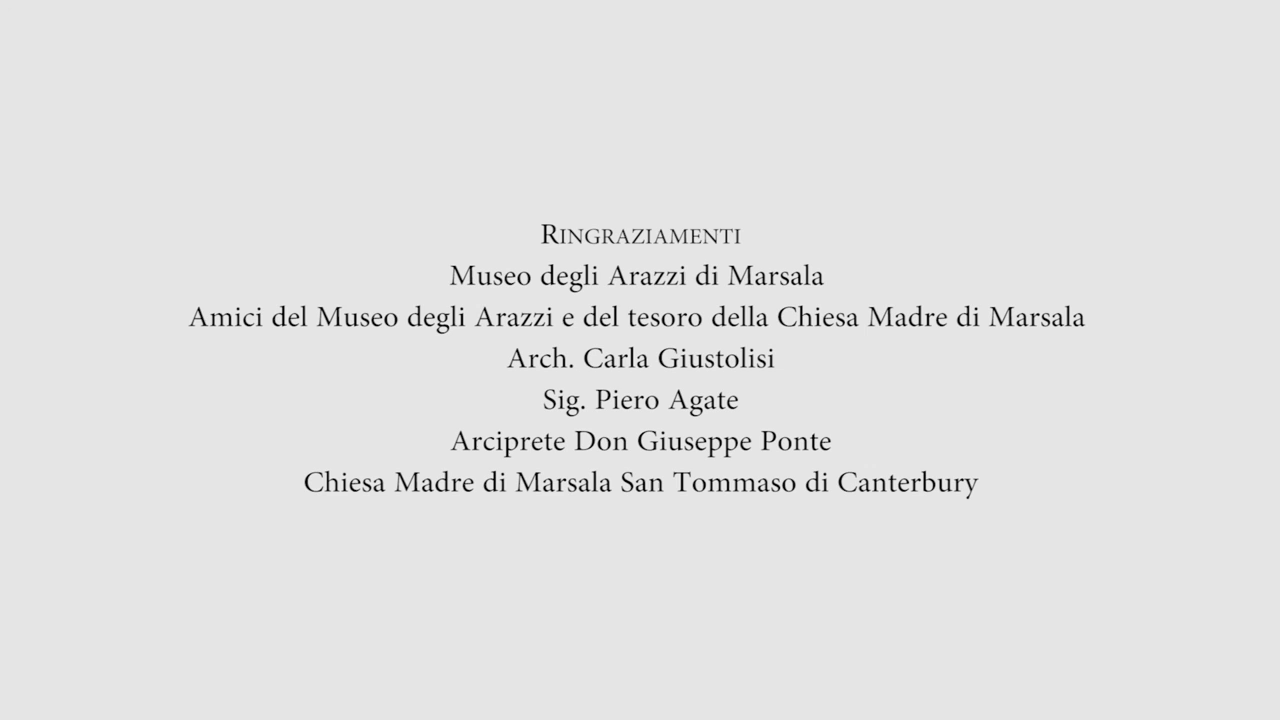 RINGRAZIAMENTI
Museo degli Arazzi di Marsala
Amici del Museo degli Arazzi e del tesoro della Chiesa Madre di Marsala
Arch. Carla Giustolisi
Sig. Piero Agate
Arciprete Don Giuseppe Ponte
Chiesa Madre di Marsala San Tommaso di Canterbury